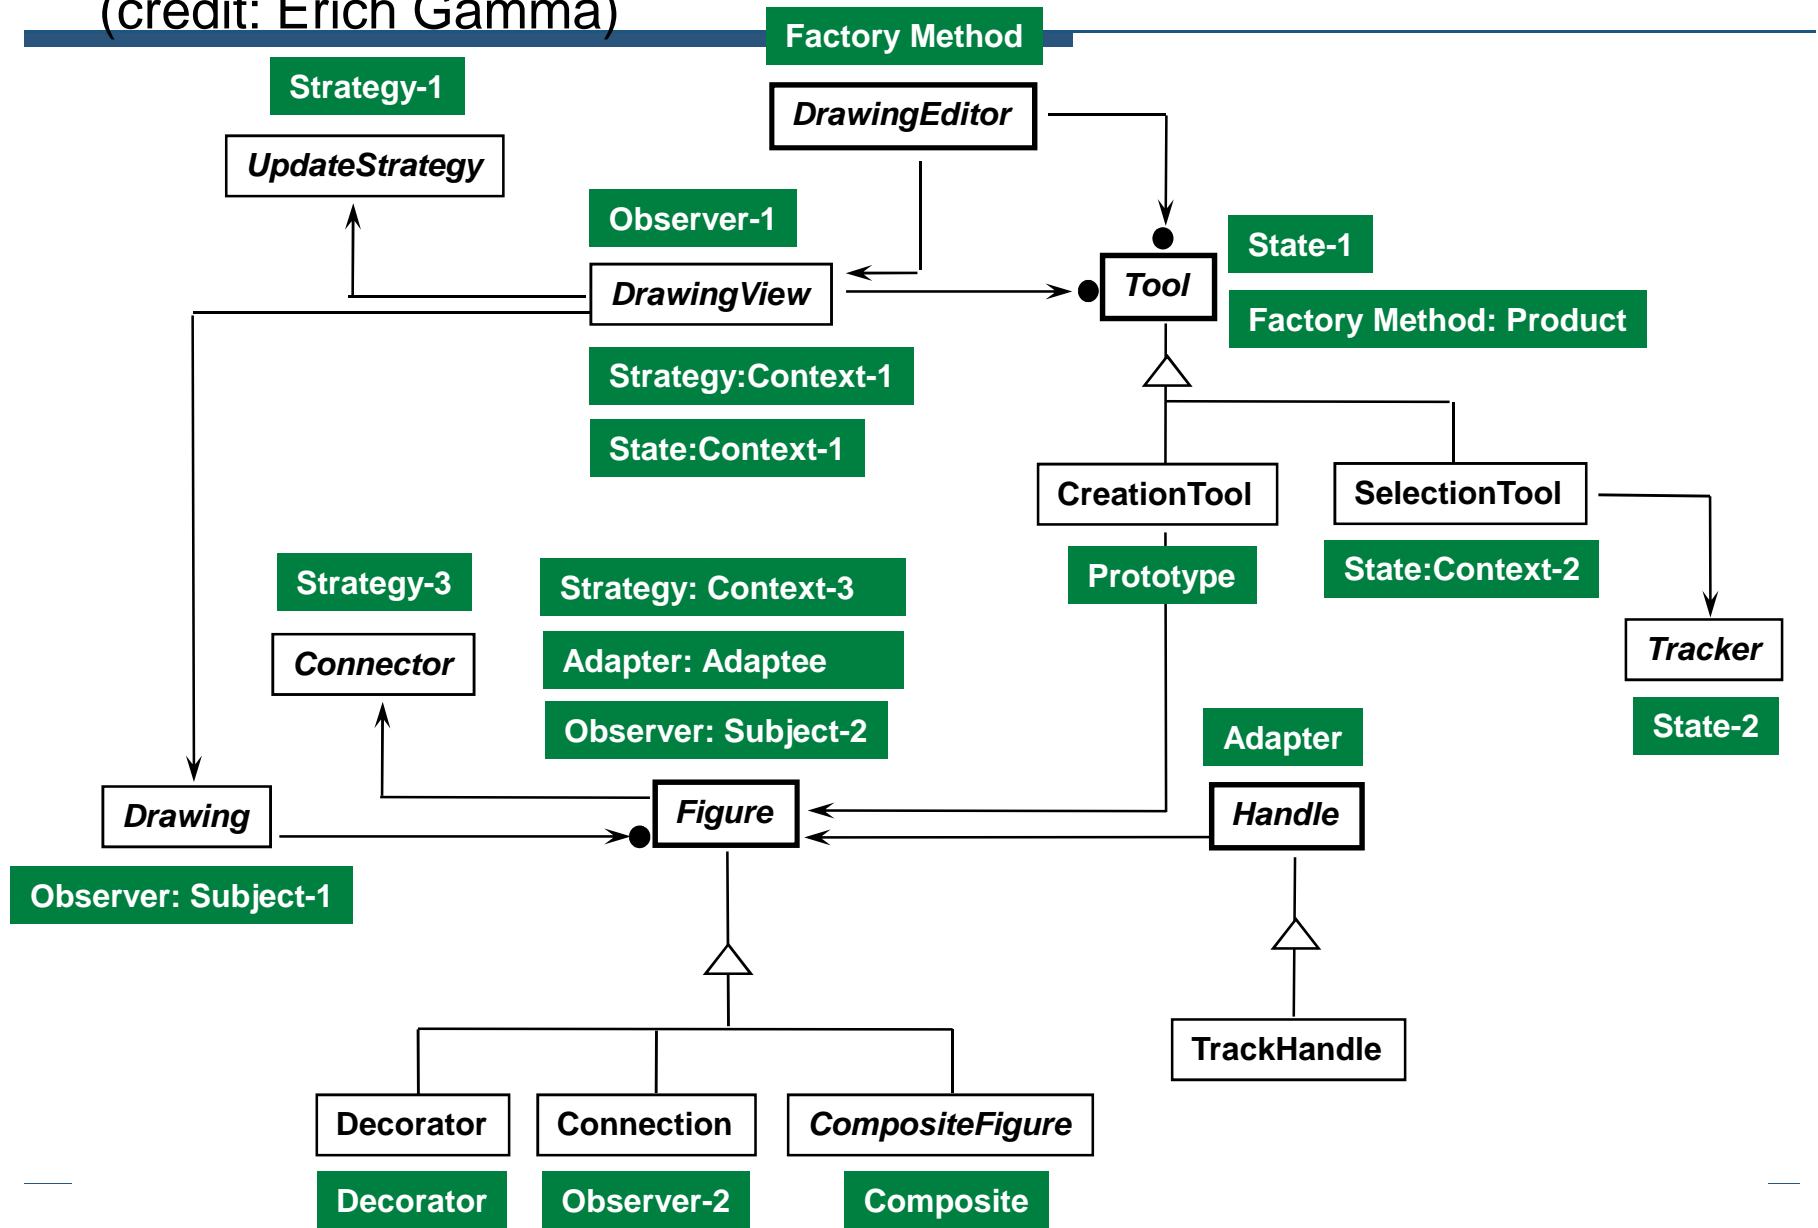 (credit: Erich Gamma)
Factory Method
Strategy-1
DrawingEditor
UpdateStrategy
Observer-1
State-1
DrawingView
Tool
Factory Method: Product
Strategy:Context-1
State:Context-1
CreationTool
SelectionTool
Strategy-3
Strategy: Context-3
Prototype
State:Context-2
Connector
Adapter: Adaptee
Tracker
Observer: Subject-2
Adapter
State-2
Drawing
Figure
Handle
Observer: Subject-1
TrackHandle
Decorator
Connection
CompositeFigure
Decorator
Observer-2
Composite